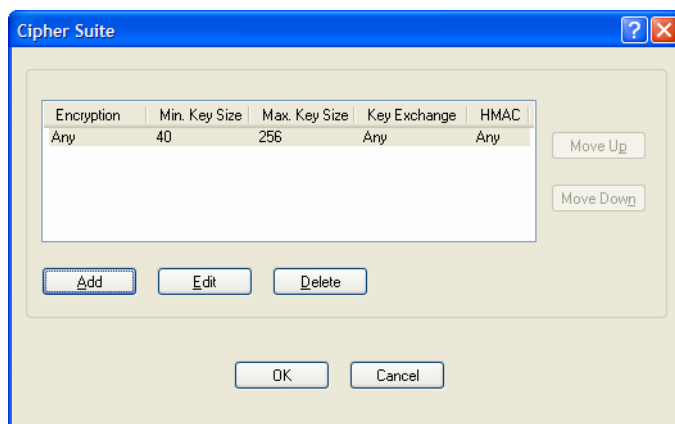 Cipher Suite
Encryption Min. Key Size Max. Key Size Key Exchange HMAC
Any 40 256 Any Any
Move Up
Move Down
Add Edit Delete
OK Cancel